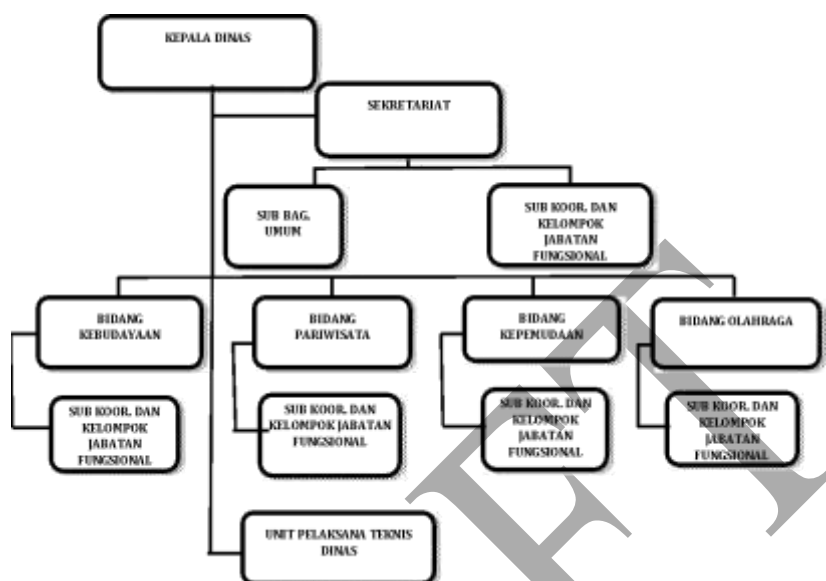 KEPALA DINAS
SEKRETARIAT
SUB BAG.
UMUM
SUB KOOR. DAN
KELOMPOK
JABATAN
FUNGSIONAL
BIDANG
KEBUDAYAAN
BIDANG
PARIWISATA
BIDANG
KEPEMUDAAN
BIDANG OLAHRAGA
SUB KOOR. DAN
KELOMPOK
JABATAN
FUNGSIONAL
SUB KOOR. DAN
KELOMPOK JABATAN
FUNGSIONAL
SUB KOOR. DAN
KELOMPOK
JABATAN
FUNGSIONAL
SUB KOOR. DAN
KELOMPOK
JABATAN
FUNGSIONAL
UNIT PELAKSANA TEKNIS
DINAS
FT